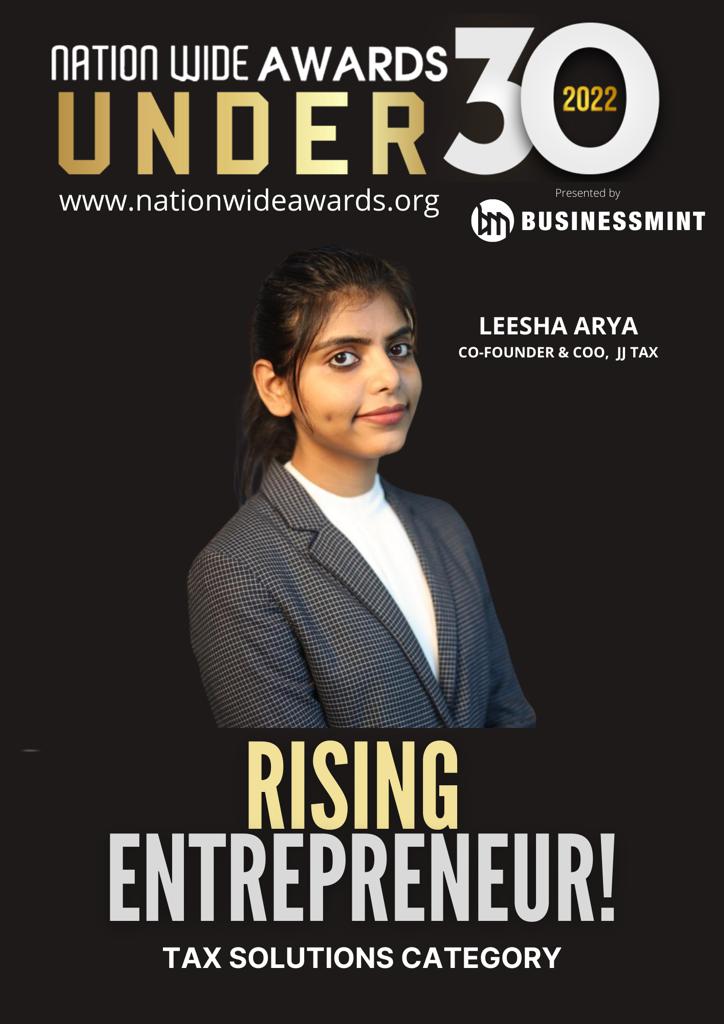 NATION WIDE AWARDS
UNDER 30
2022
www.nationwideawards.org
Presented by
bm BUSINESSMINT
LEESHA ARYA
CO-FOUNDER & COO, JJ TAX
RISING
ENTREPRENEUR!
TAX SOLUTIONS CATEGORY